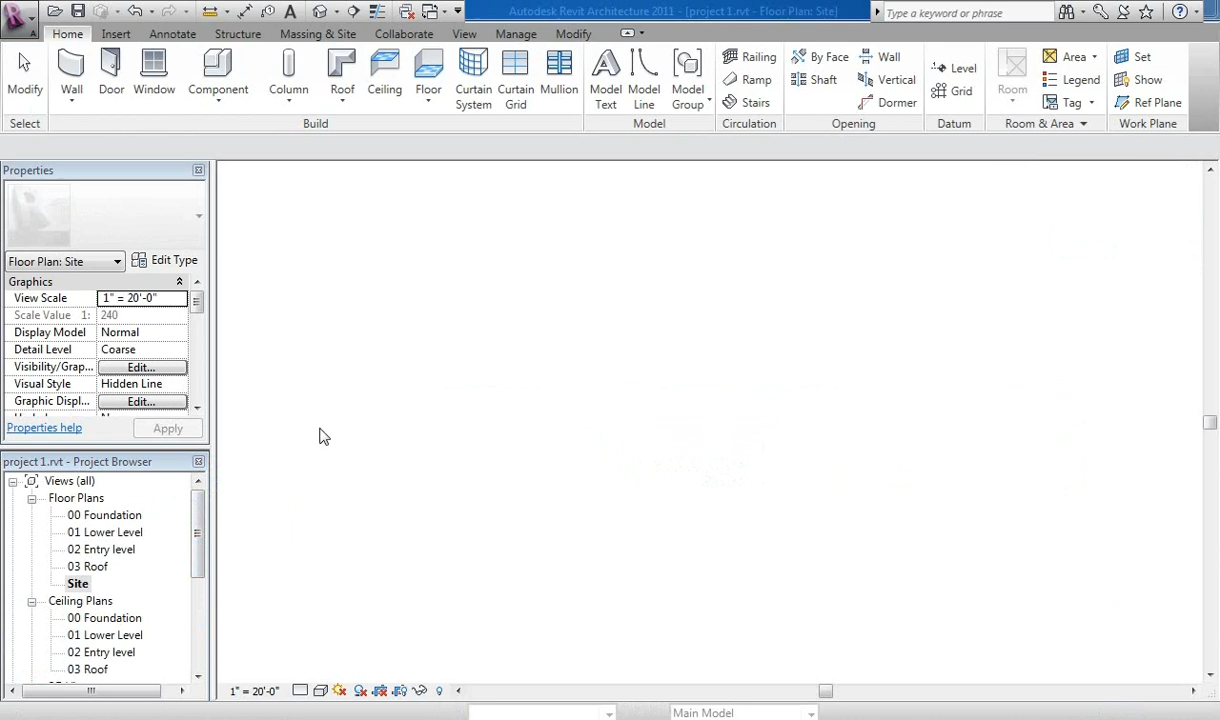 Autodesk Revit Architecture 2011 - [project 1.rvt - Floor Plan: Site]
Type a keyword or phrase
Home Insert Annotate Structure Massing & Site Collaborate View Manage Modify
Modify Wall Door Window Component Column Roof Ceiling Floor Curtain System Curtain Grid Mullion Model Text Model Line Model Group
Railing By Face Wall Level Room Area Set
Ramp Shaft Vertical Grid Legend Show
Stairs Dormer Tag Ref Plane
Select Build Model Circulation Opening Datum Room & Area Work Plane
Properties
Floor Plan: Site Edit Type
Graphics
View Scale 1" = 20'-0"
Scale Value 1: 240
Display Model Normal
Detail Level Coarse
Visibility/Grap... Edit...
Visual Style Hidden Line
Graphic Displ... Edit...
Properties help Apply
project 1.rvt - Project Browser
Views (all)
Floor Plans
00 Foundation
01 Lower Level
02 Entry level
03 Roof
Site
Ceiling Plans
00 Foundation
01 Lower Level
02 Entry level
03 Roof
1" = 20'-0"
Main Model